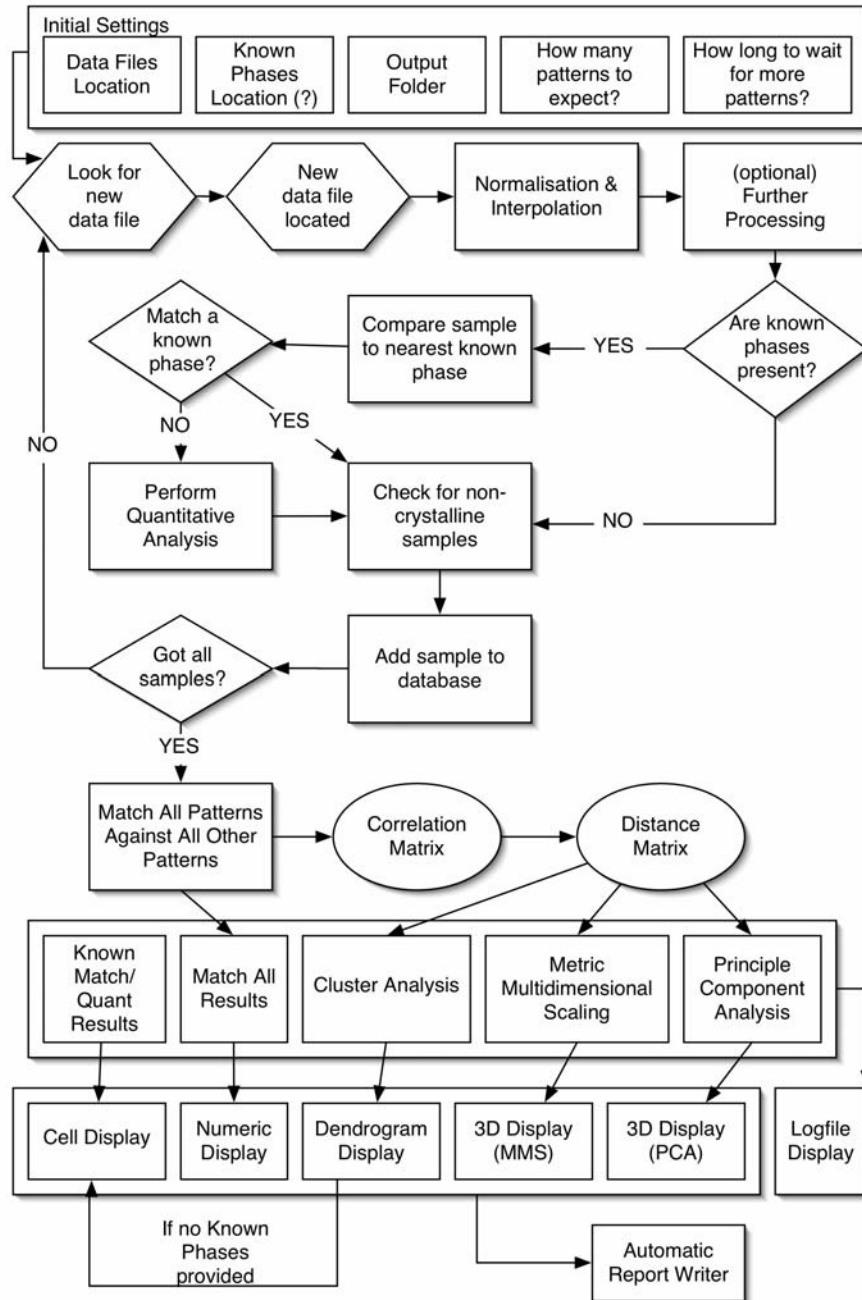 Initial Settings
Data Files
Location
Known
Phases
Location (?)
Output
Folder
How many
patterns to
expect?
How long to wait
for more
patterns?
Look for
new
data file
New
data file
located
Normalisation &
Interpolation
(optional)
Further
Processing
Match a
known
phase?
Compare sample
to nearest known
phase
YES
Are known
phases
present?
NO
YES
NO
Perform
Quantitative
Analysis
Check for non-
crystalline
samples
NO
Got all
samples?
Add sample to
database
YES
Match All Patterns
Against All Other
Patterns
Correlation
Matrix
Distance
Matrix
Known
Match/
Quant
Results
Match All
Results
Cluster Analysis
Metric
Multidimensional
Scaling
Principle
Component
Analysis
Cell Display
Numeric
Display
Dendrogram
Display
3D Display
(MMS)
3D Display
(PCA)
Logfile
Display
If no Known
Phases
provided
Automatic
Report Writer